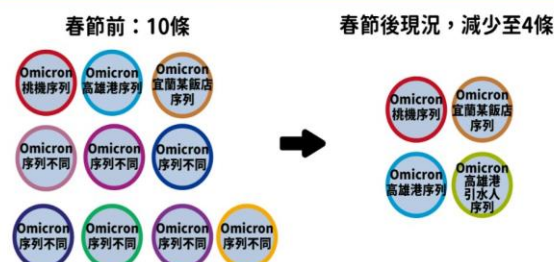 春節前：10條
Omicron
桃機序列
Omicron
高雄港序列
Omicron
宜蘭某飯店
序列
Omicron
序列不同
Omicron
序列不同
Omicron
序列不同
Omicron
序列不同
Omicron
序列不同
Omicron
序列不同
Omicron
序列不同
春節後現況，減少至4條
Omicron
桃機序列
Omicron
宜蘭某飯店
序列
Omicron
高雄港序列
Omicron
高雄港
引水人
序列